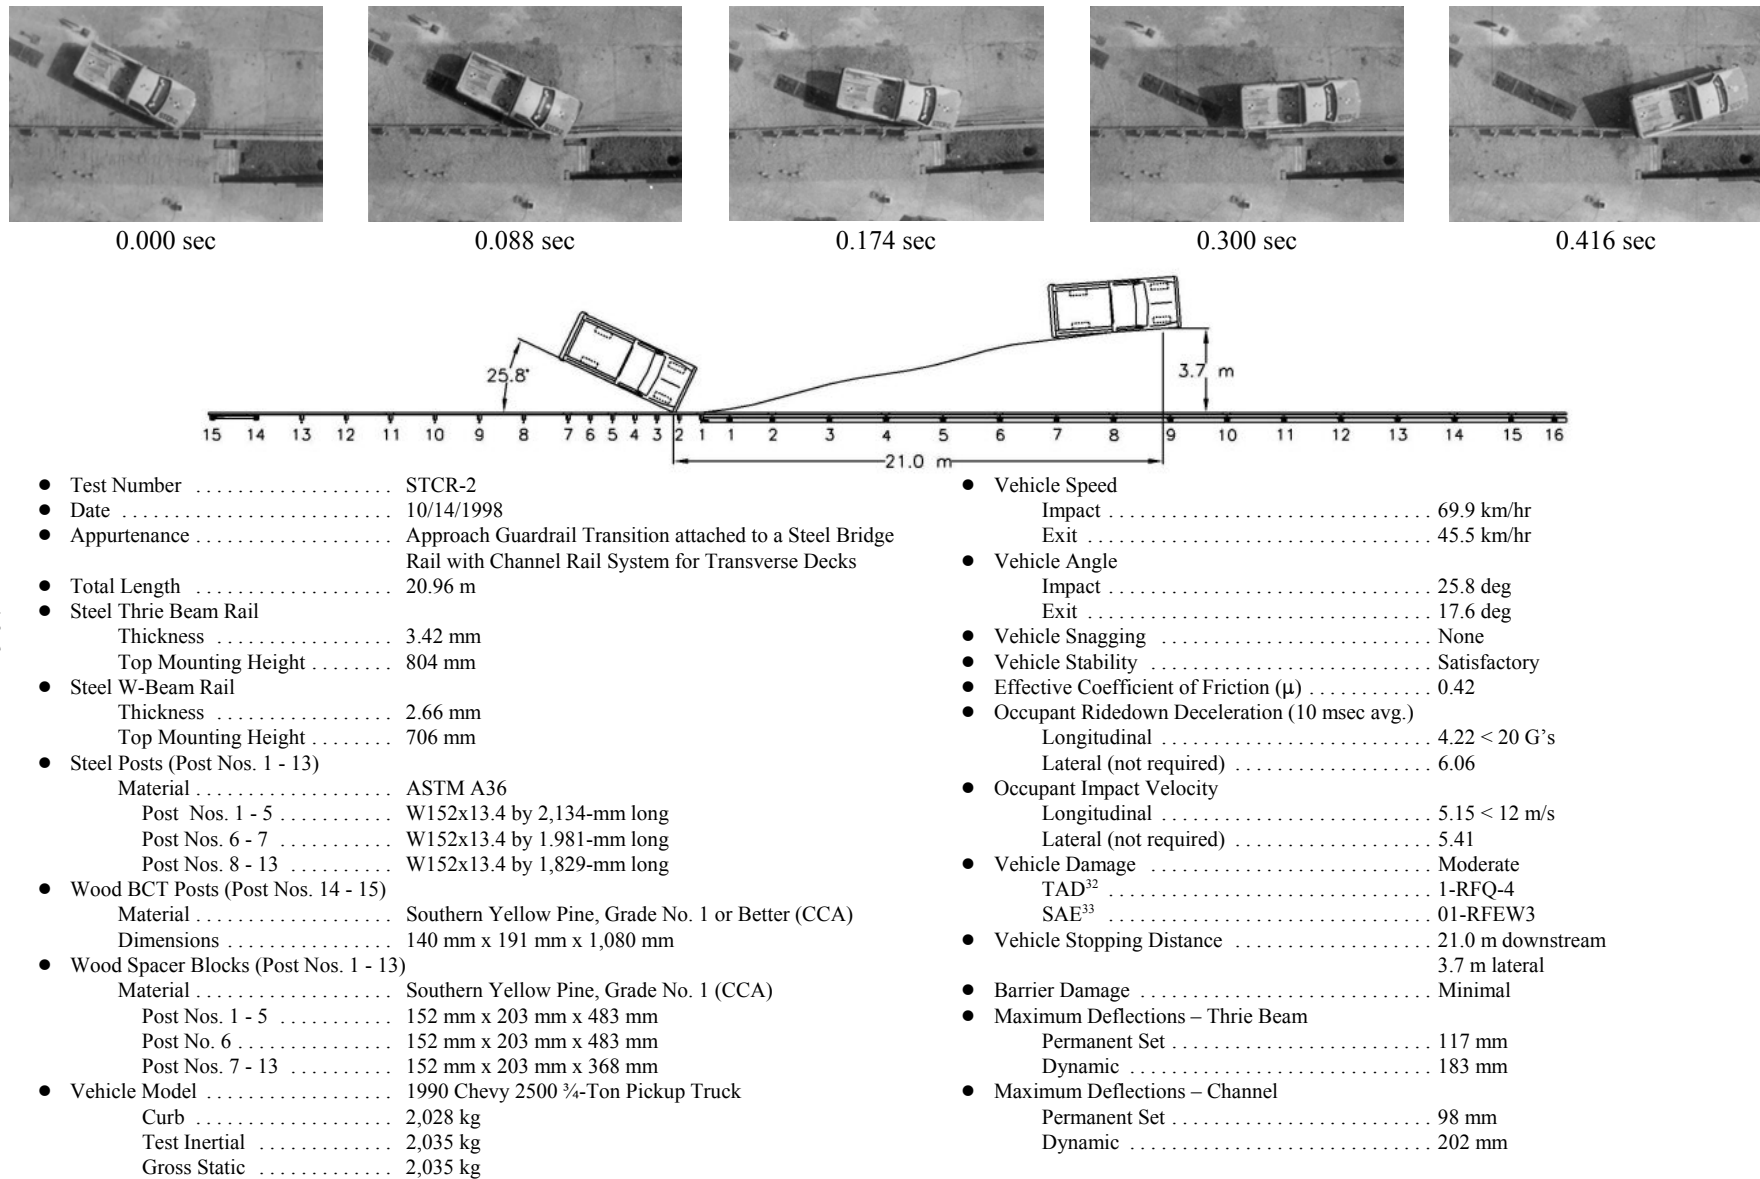 0.000 sec 0.088 sec 0.174 sec 0.300 sec 0.416 sec
25.8°
3.7 m
15 14 13 12 11 10 9 8 7 6 5 4 3 2 1 1 2 3 4 5 6 7 8 9 10 11 12 13 14 15 16
21.0 m
● Test Number . . . . . . . . . . . . . . . . . . . STCR-2
● Date . . . . . . . . . . . . . . . . . . . . . . . . . . 10/14/1998
● Appurtenance . . . . . . . . . . . . . . . . . . . Approach Guardrail Transition attached to a Steel Bridge
Rail with Channel Rail System for Transverse Decks
● Total Length . . . . . . . . . . . . . . . . . . . 20.96 m
● Steel Thrie Beam Rail
Thickness . . . . . . . . . . . . . . . . . 3.42 mm
Top Mounting Height . . . . . . . . 804 mm
● Steel W-Beam Rail
Thickness . . . . . . . . . . . . . . . . . 2.66 mm
Top Mounting Height . . . . . . . . 706 mm
● Steel Posts (Post Nos. 1 - 13)
Material . . . . . . . . . . . . . . . . . . . ASTM A36
Post Nos. 1 - 5 . . . . . . . . . . . W152x13.4 by 2,134-mm long
Post Nos. 6 - 7 . . . . . . . . . . . W152x13.4 by 1.981-mm long
Post Nos. 8 - 13 . . . . . . . . . . W152x13.4 by 1,829-mm long
● Wood BCT Posts (Post Nos. 14 - 15)
Material . . . . . . . . . . . . . . . . . . . Southern Yellow Pine, Grade No. 1 or Better (CCA)
Dimensions . . . . . . . . . . . . . . . . 140 mm x 191 mm x 1,080 mm
● Wood Spacer Blocks (Post Nos. 1 - 13)
Material . . . . . . . . . . . . . . . . . . . Southern Yellow Pine, Grade No. 1 (CCA)
Post Nos. 1 - 5 . . . . . . . . . . . 152 mm x 203 mm x 483 mm
Post No. 6 . . . . . . . . . . . . . . . 152 mm x 203 mm x 483 mm
Post Nos. 7 - 13 . . . . . . . . . . 152 mm x 203 mm x 368 mm
● Vehicle Model . . . . . . . . . . . . . . . . . . 1990 Chevy 2500 ¾-Ton Pickup Truck
Curb . . . . . . . . . . . . . . . . . . . 2,028 kg
Test Inertial . . . . . . . . . . . . . 2,035 kg
Gross Static . . . . . . . . . . . . . 2,035 kg
● Vehicle Speed
Impact . . . . . . . . . . . . . . . . . . . . . . . . . . . . . . . 69.9 km/hr
Exit . . . . . . . . . . . . . . . . . . . . . . . . . . . . . . . . . 45.5 km/hr
● Vehicle Angle
Impact . . . . . . . . . . . . . . . . . . . . . . . . . . . . . . . 25.8 deg
Exit . . . . . . . . . . . . . . . . . . . . . . . . . . . . . . . . . 17.6 deg
● Vehicle Snagging . . . . . . . . . . . . . . . . . . . . . . . . . . None
● Vehicle Stability . . . . . . . . . . . . . . . . . . . . . . . . . . . Satisfactory
● Effective Coefficient of Friction (μ) . . . . . . . . . . . . 0.42
● Occupant Ridedown Deceleration (10 msec avg.)
Longitudinal . . . . . . . . . . . . . . . . . . . . . . . . . . 4.22 < 20 G's
Lateral (not required) . . . . . . . . . . . . . . . . . . . 6.06
● Occupant Impact Velocity
Longitudinal . . . . . . . . . . . . . . . . . . . . . . . . . . 5.15 < 12 m/s
Lateral (not required) . . . . . . . . . . . . . . . . . . . 5.41
● Vehicle Damage . . . . . . . . . . . . . . . . . . . . . . . . . . . Moderate
TAD32 . . . . . . . . . . . . . . . . . . . . . . . . . . . . . . . 1-RFQ-4
SAE33 . . . . . . . . . . . . . . . . . . . . . . . . . . . . . . . 01-RFEW3
● Vehicle Stopping Distance . . . . . . . . . . . . . . . . . . . 21.0 m downstream
3.7 m lateral
● Barrier Damage . . . . . . . . . . . . . . . . . . . . . . . . . . . . Minimal
● Maximum Deflections – Thrie Beam
Permanent Set . . . . . . . . . . . . . . . . . . . . . . . . . 117 mm
Dynamic . . . . . . . . . . . . . . . . . . . . . . . . . . . . . 183 mm
● Maximum Deflections – Channel
Permanent Set . . . . . . . . . . . . . . . . . . . . . . . . . 98 mm
Dynamic . . . . . . . . . . . . . . . . . . . . . . . . . . . . . 202 mm